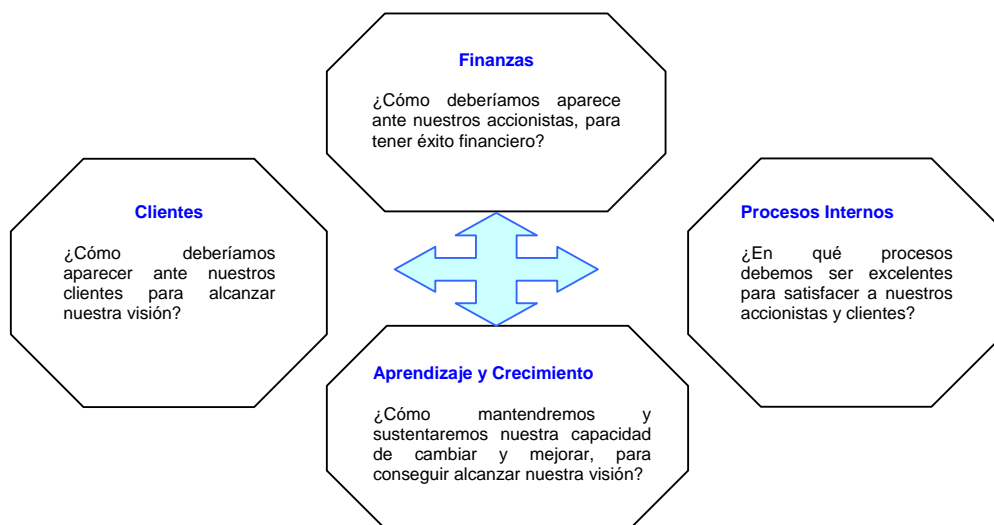 Finanzas
¿Cómo deberíamos aparece
ante nuestros accionistas, para
tener éxito financiero?
Clientes
¿Cómo deberíamos
aparecer ante nuestros
clientes para alcanzar
nuestra visión?
Procesos Internos
¿En qué procesos
debemos ser excelentes
para satisfacer a nuestros
accionistas y clientes?
Aprendizaje y Crecimiento
¿Cómo mantendremos y
sustentaremos nuestra capacidad
de cambiar y mejorar, para
conseguir alcanzar nuestra visión?